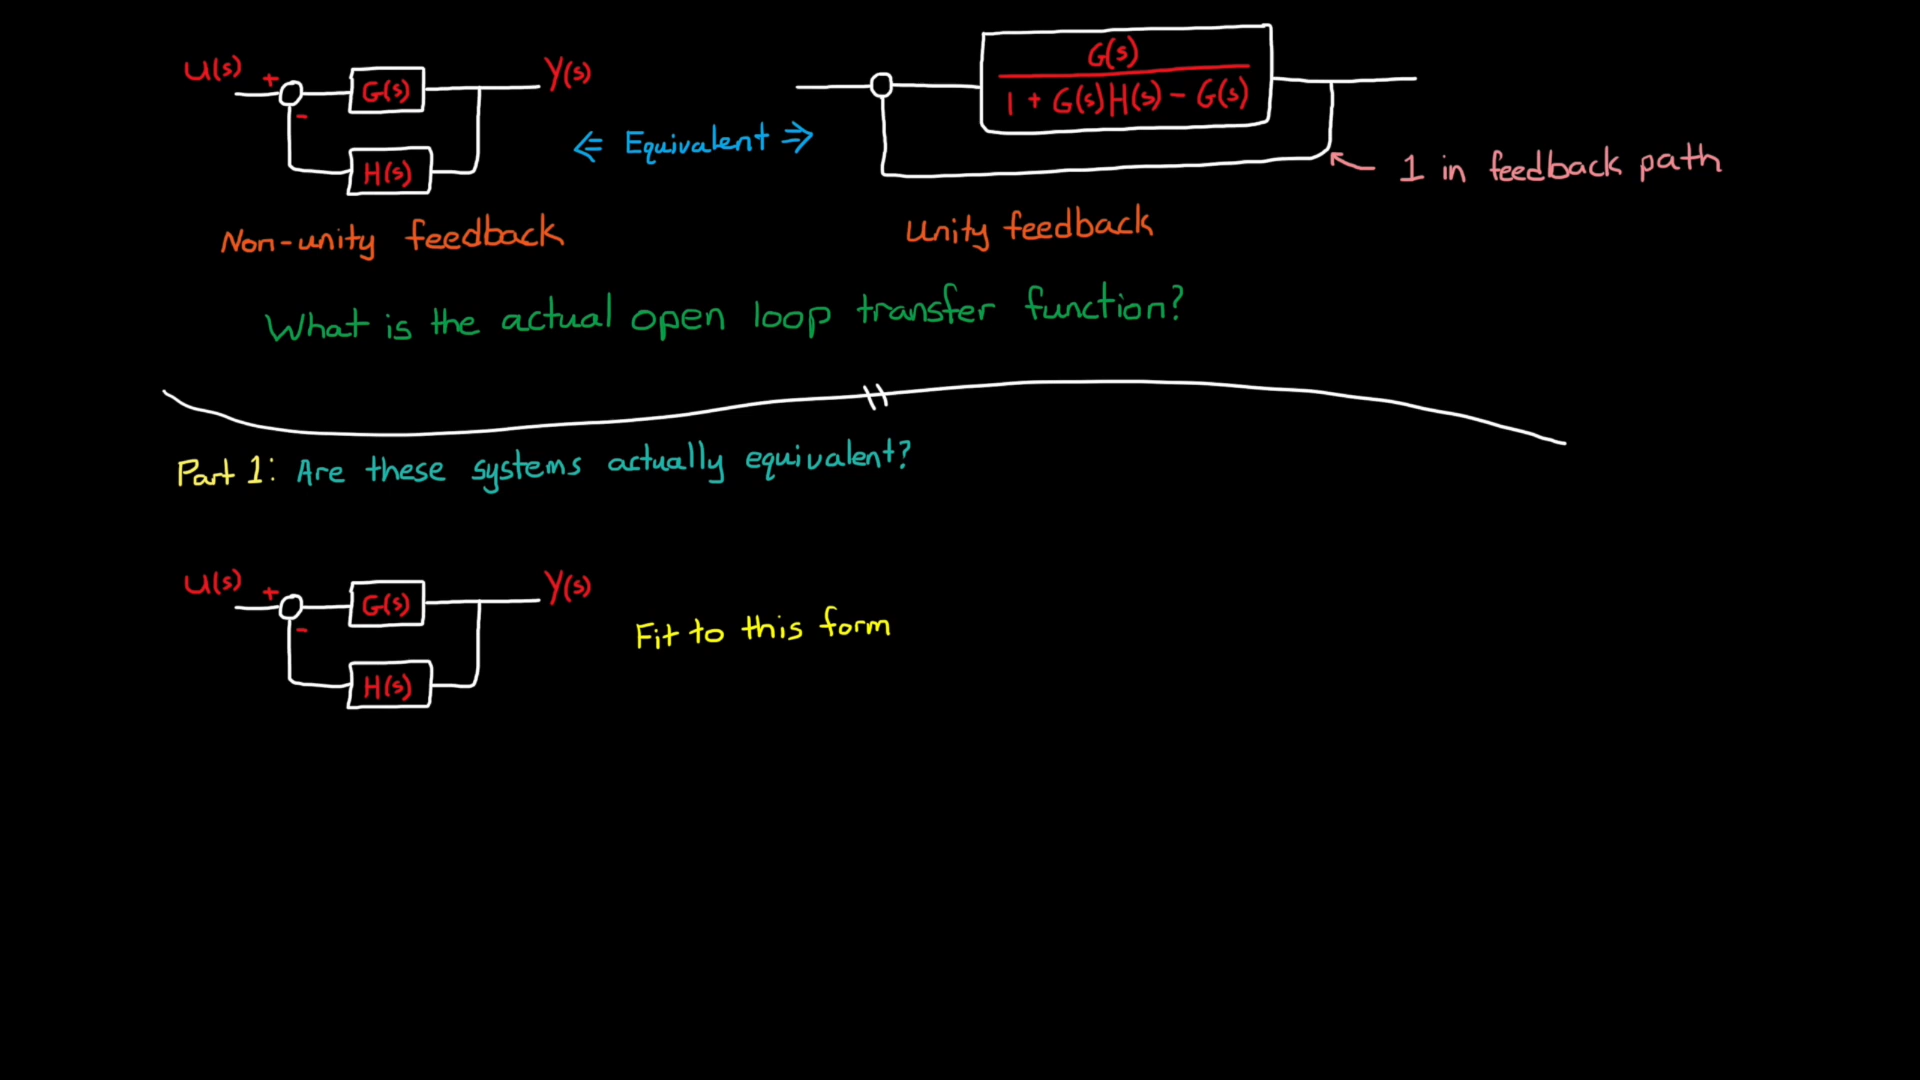 U(s) + G(s) Y(s)
-
H(s)
⇐ Equivalent ⇒
G(s)
1 + G(s)H(s) - G(s)
1 in feedback path
Non-unity feedback
Unity feedback
What is the actual open loop transfer function?
Part 1: Are these systems actually equivalent?
U(s) + G(s) Y(s)
-
H(s)
Fit to this form